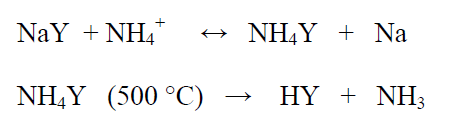 NaY + NH₄⁺ ↔ NH₄Y + Na
NH₄Y (500 °C) → HY + NH₃